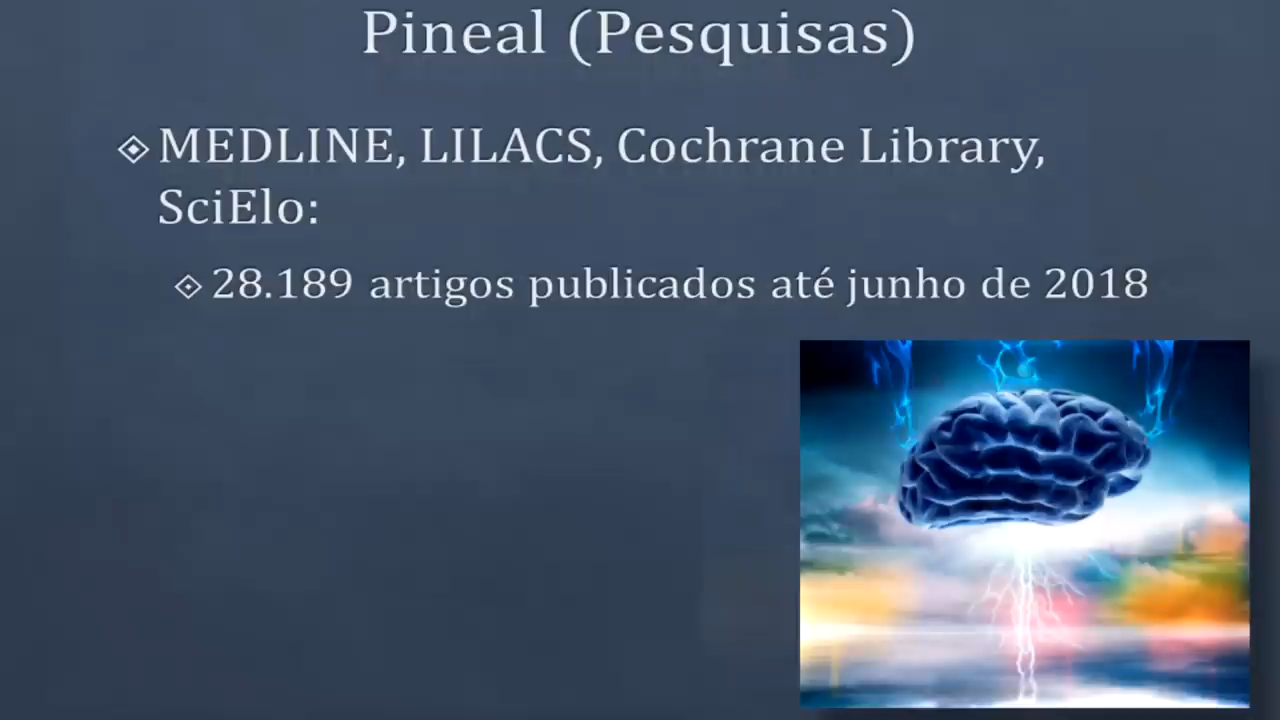 Pineal (Pesquisas)
MEDLINE, LILACS, Cochrane Library,
SciElo:
28.189 artigos publicados até junho de 2018